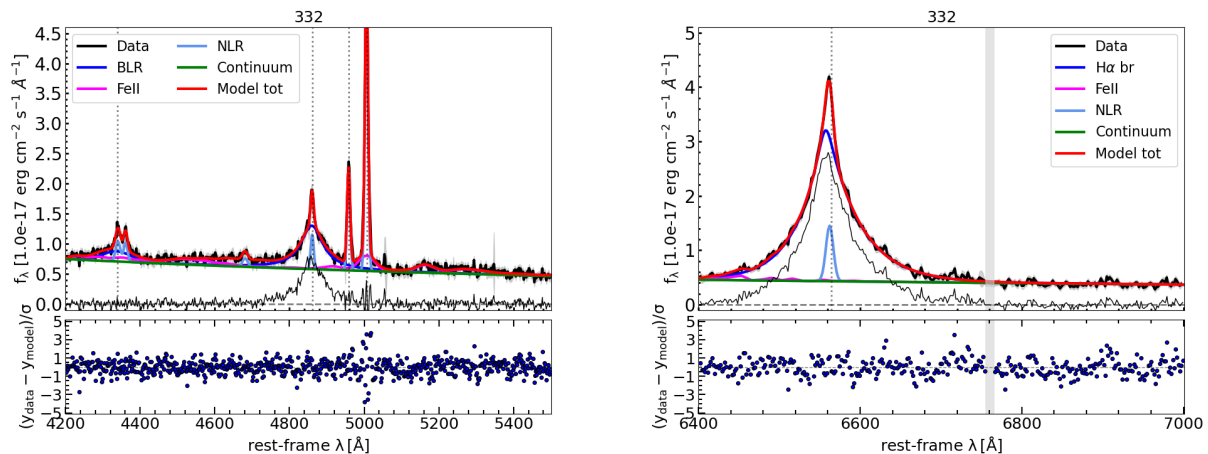 332
f_λ [1.0e-17 erg cm⁻² s⁻¹ Å⁻¹]
4.5
4.0
3.5
3.0
2.5
2.0
1.5
1.0
0.5
0.0
Data
BLR
FeII
NLR
Continuum
Model tot
(y_data − y_model)/σ
5
3
1
-1
-3
-5
4200 4400 4600 4800 5000 5200 5400
rest-frame λ [Å]
332
f_λ [1.0e-17 erg cm⁻² s⁻¹ Å⁻¹]
5
4
3
2
1
0
Data
Hα br
FeII
NLR
Continuum
Model tot
(y_data − y_model)/σ
5
3
1
-1
-3
-5
6400 6600 6800 7000
rest-frame λ [Å]